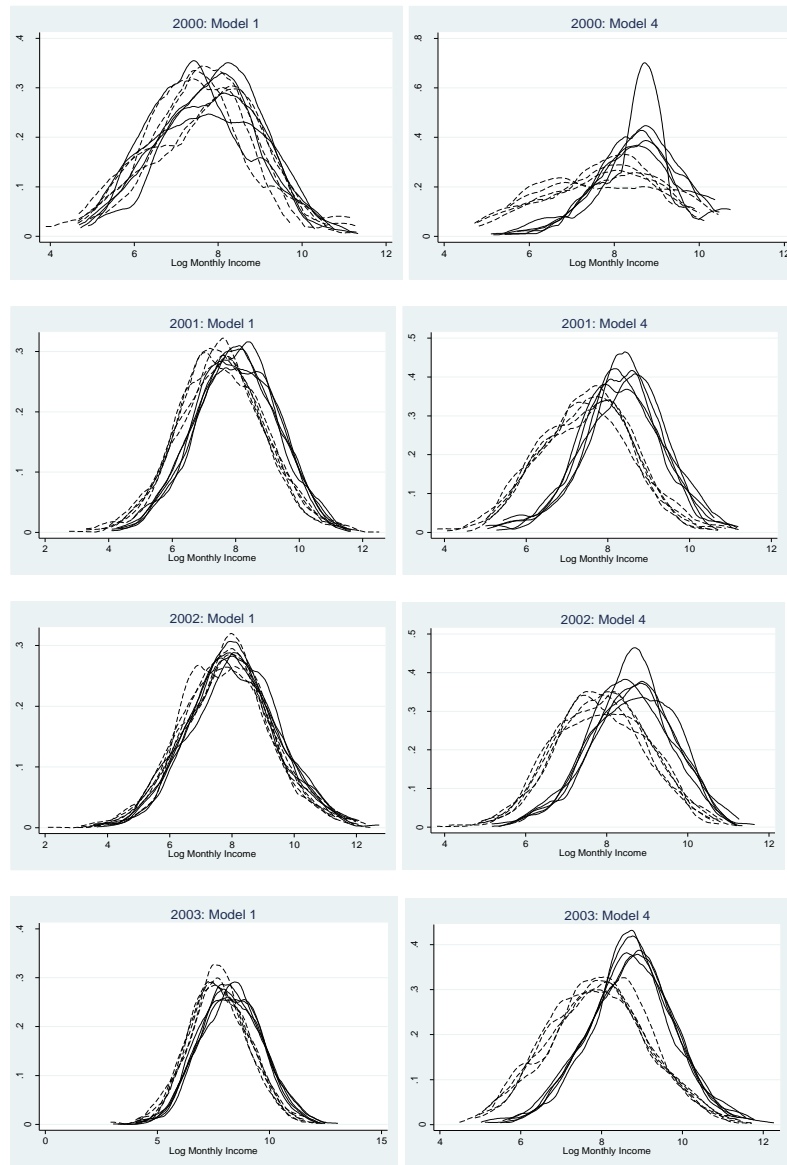 2000: Model 1
.4
.3
.2
.1
0
4 6 8 10 12
Log Monthly Income
2000: Model 4
.8
.6
.4
.2
0
4 6 8 10 12
Log Monthly Income
2001: Model 1
.3
.2
.1
0
2 4 6 8 10 12
Log Monthly Income
2001: Model 4
.5
.4
.3
.2
.1
0
4 6 8 10 12
Log Monthly Income
2002: Model 1
.3
.2
.1
0
2 4 6 8 10 12
Log Monthly Income
2002: Model 4
.5
.4
.3
.2
.1
0
4 6 8 10 12
Log Monthly Income
2003: Model 1
.4
.3
.2
.1
0
0 5 10 15
Log Monthly Income
2003: Model 4
.4
.3
.2
.1
0
4 6 8 10 12
Log Monthly Income